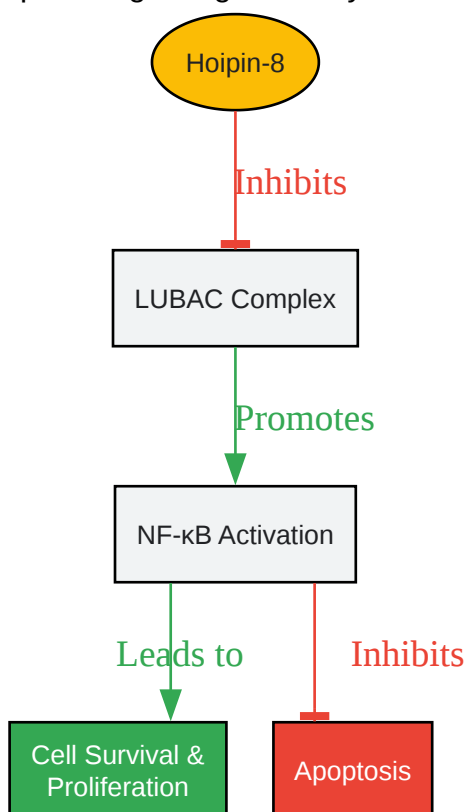 Hoipin-8
Inhibits
LUBAC Complex
Promotes
NF-κB Activation
Leads to
Inhibits
Cell Survival &
Proliferation
Apoptosis